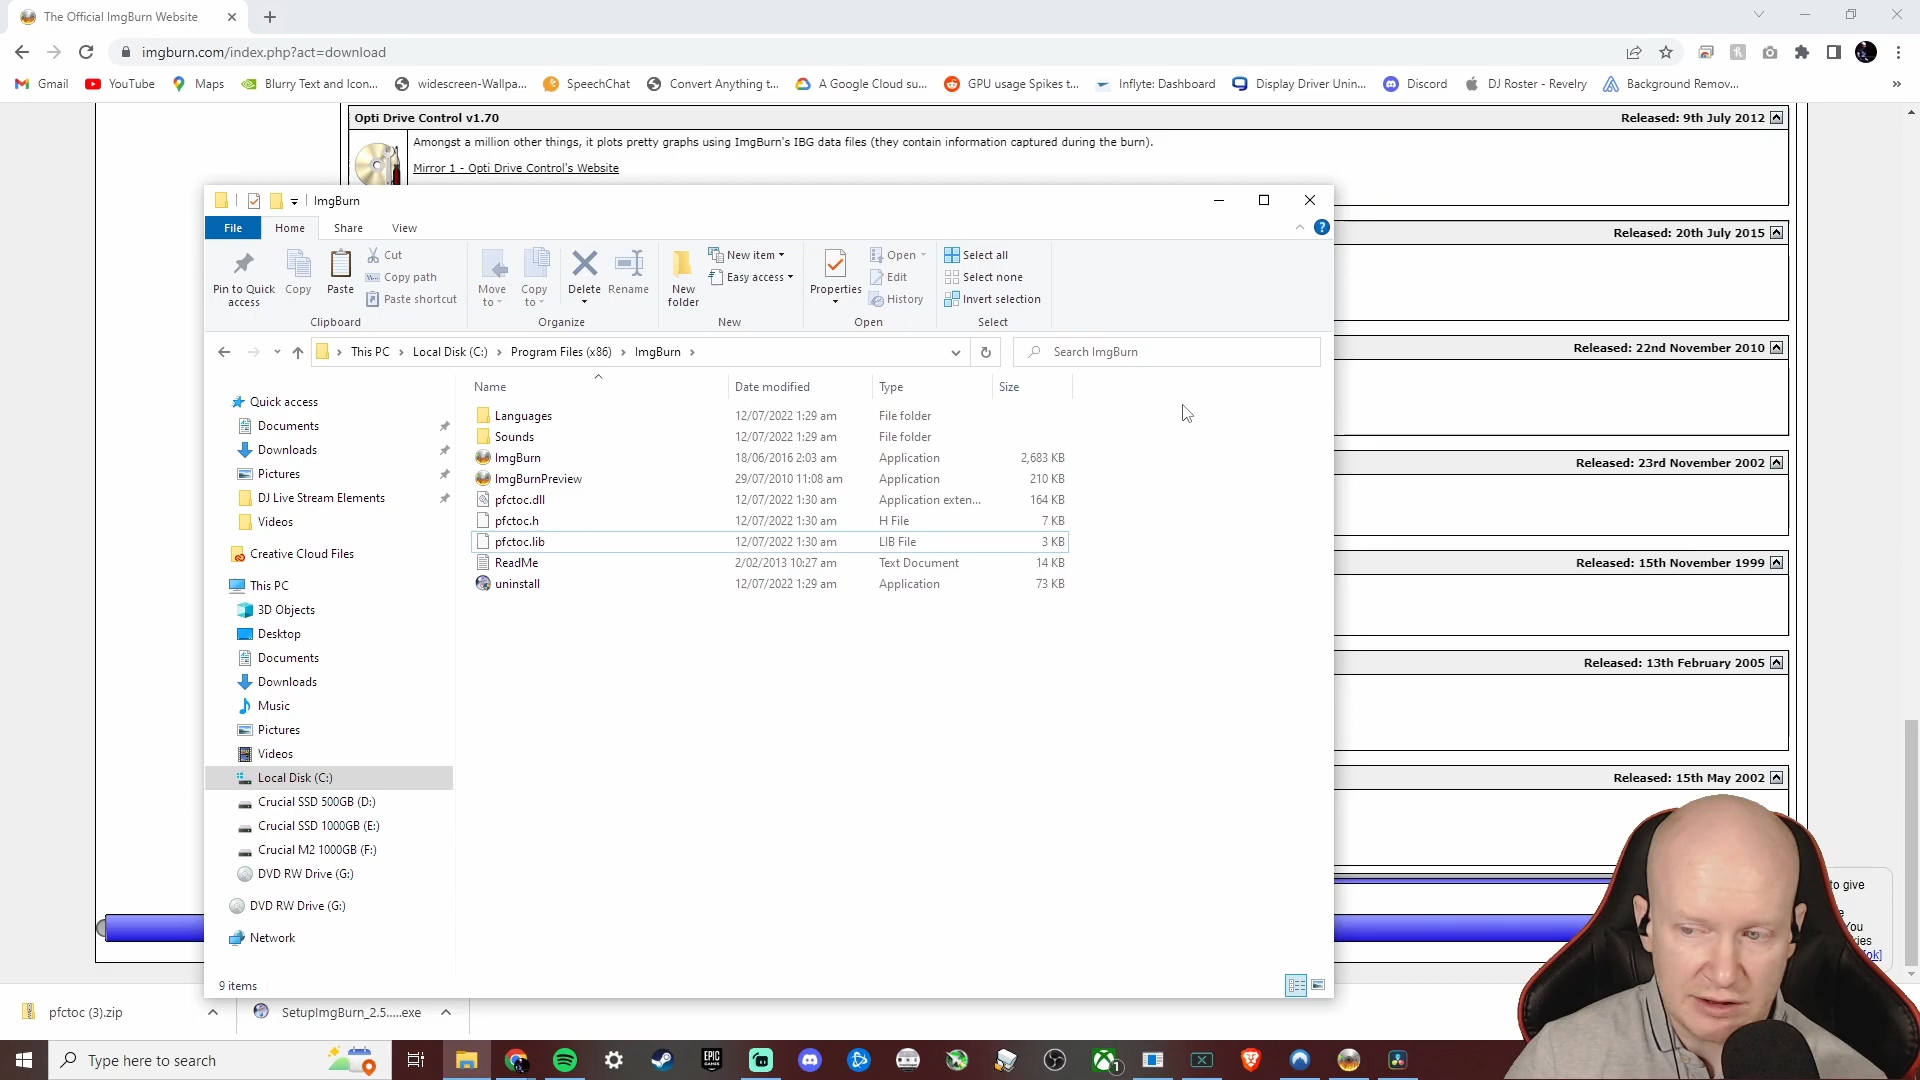 The Official ImgBurn Website
imgburn.com/index.php?act=download
Gmail YouTube Maps Blurry Text and Icon... widescreen-Wallpa... SpeechChat Convert Anything t... A Google Cloud su... GPU usage Spikes t... Inflyte: Dashboard Display Driver Unin... Discord DJ Roster - Revelry Background Remov... »
Opti Drive Control v1.70 Released: 9th July 2012
Amongst a million other things, it plots pretty graphs using ImgBurn's IBG data files (they contain information captured during the burn).
Mirror 1 - Opti Drive Control's Website
Released: 20th July 2015
Released: 22nd November 2010
Released: 23rd November 2002
Released: 15th November 1999
Released: 13th February 2005
Released: 15th May 2002
to give
You
ok]
ImgBurn
File Home Share View
Pin to Quick access
Copy
Paste
Cut
Copy path
Paste shortcut
Clipboard
Move to
Copy to
Delete
Rename
Organize
New folder
New item
Easy access
New
Properties
Open
Edit
History
Open
Select all
Select none
Invert selection
Select
This PC > Local Disk (C:) > Program Files (x86) > ImgBurn >
Search ImgBurn
Name Date modified Type Size
Languages 12/07/2022 1:29 am File folder
Sounds 12/07/2022 1:29 am File folder
ImgBurn 18/06/2016 2:03 am Application 2,683 KB
ImgBurnPreview 29/07/2010 11:08 am Application 210 KB
pfctoc.dll 12/07/2022 1:30 am Application exten... 164 KB
pfctoc.h 12/07/2022 1:30 am H File 7 KB
pfctoc.lib 12/07/2022 1:30 am LIB File 3 KB
ReadMe 2/02/2013 10:27 am Text Document 14 KB
uninstall 12/07/2022 1:29 am Application 73 KB
Quick access
Documents
Downloads
Pictures
DJ Live Stream Elements
Videos
Creative Cloud Files
This PC
3D Objects
Desktop
Documents
Downloads
Music
Pictures
Videos
Local Disk (C:)
Crucial SSD 500GB (D:)
Crucial SSD 1000GB (E:)
Crucial M2 1000GB (F:)
DVD RW Drive (G:)
DVD RW Drive (G:)
Network
9 items
pfctoc (3).zip
SetupImgBurn_2.5.....exe
Type here to search
EPIC GAMES
1